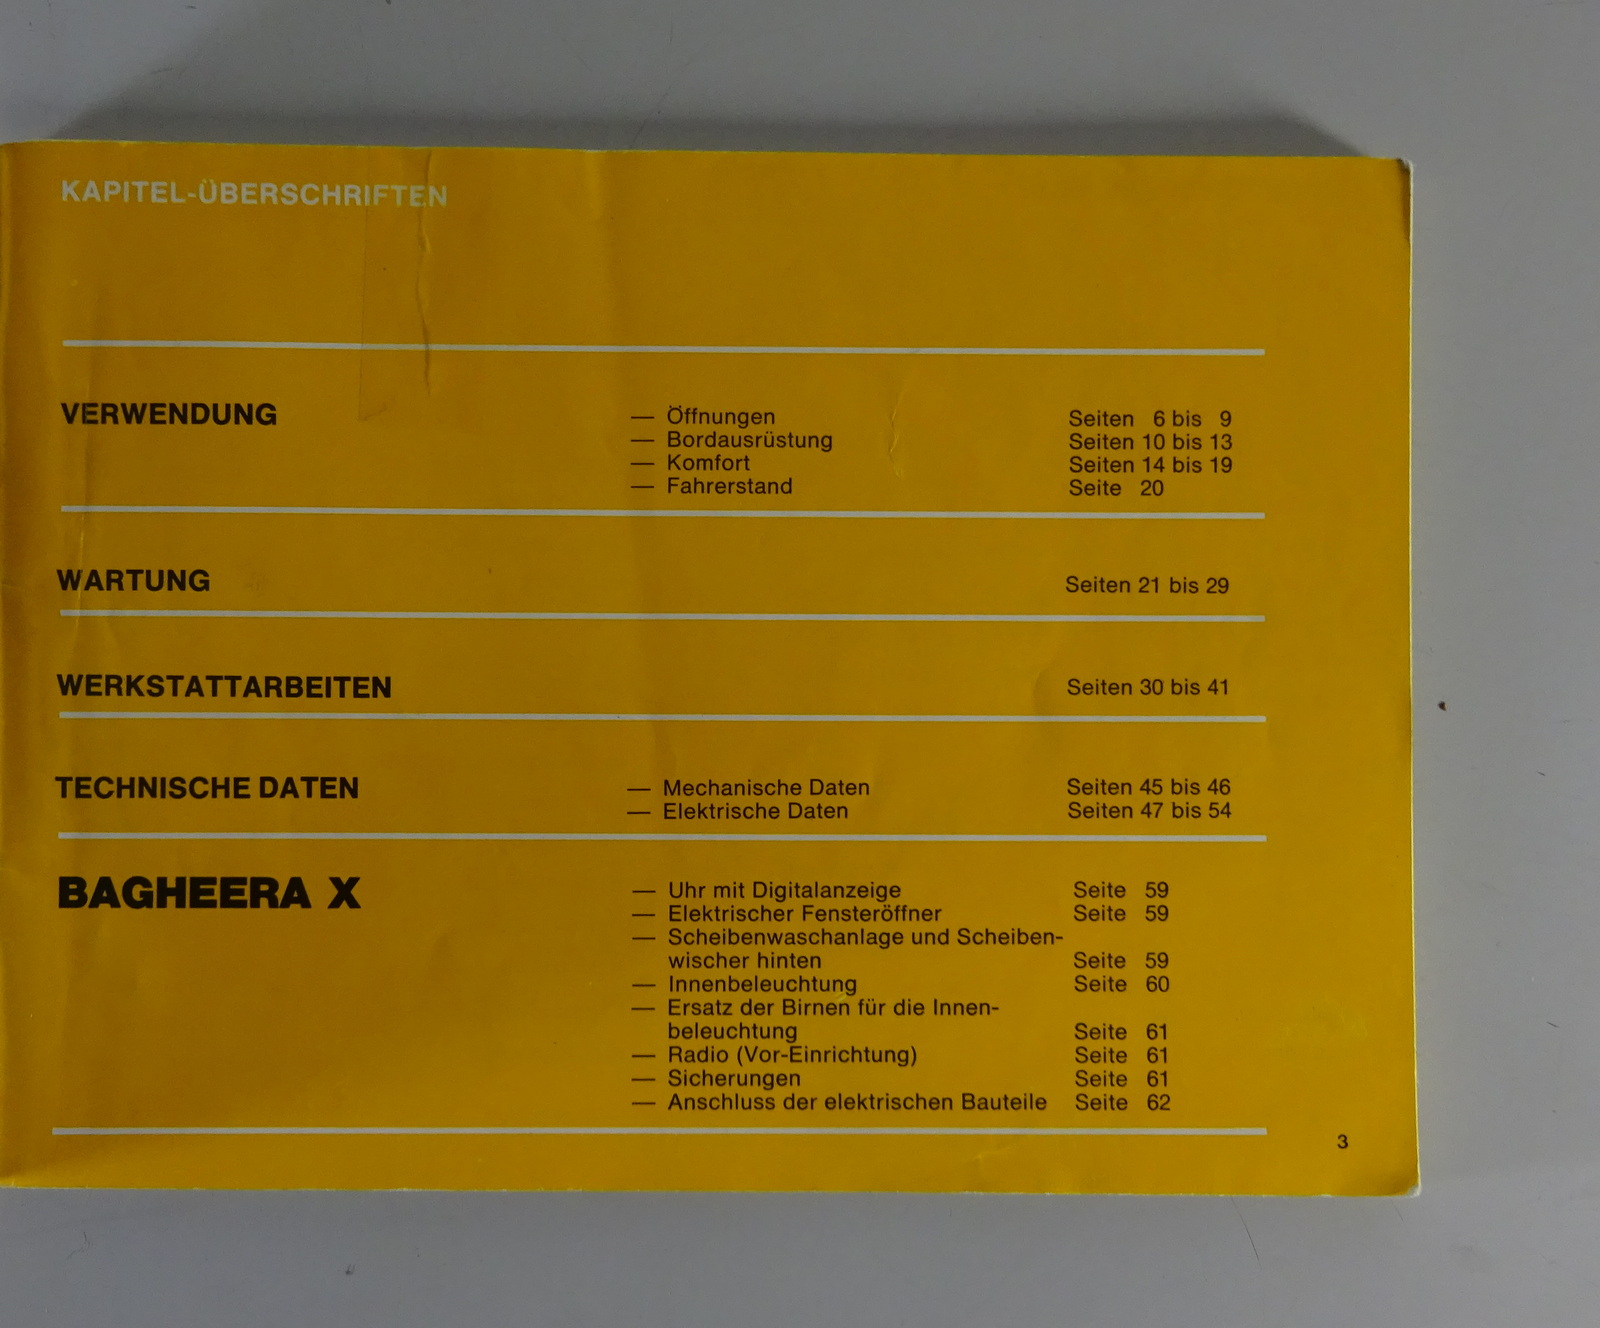 KAPITEL-ÜBERSCHRIFTEN
VERWENDUNG — Öffnungen Seiten 6 bis 9
— Bordausrüstung Seiten 10 bis 13
— Komfort Seiten 14 bis 19
— Fahrerstand Seite 20
WARTUNG Seiten 21 bis 29
WERKSTATTARBEITEN Seiten 30 bis 41
TECHNISCHE DATEN — Mechanische Daten Seiten 45 bis 46
— Elektrische Daten Seiten 47 bis 54
BAGHEERA X — Uhr mit Digitalanzeige Seite 59
— Elektrischer Fensteröffner Seite 59
— Scheibenwaschanlage und Scheiben-
wischer hinten Seite 59
— Innenbeleuchtung Seite 60
— Ersatz der Birnen für die Innen-
beleuchtung Seite 61
— Radio (Vor-Einrichtung) Seite 61
— Sicherungen Seite 61
— Anschluss der elektrischen Bauteile Seite 62
3